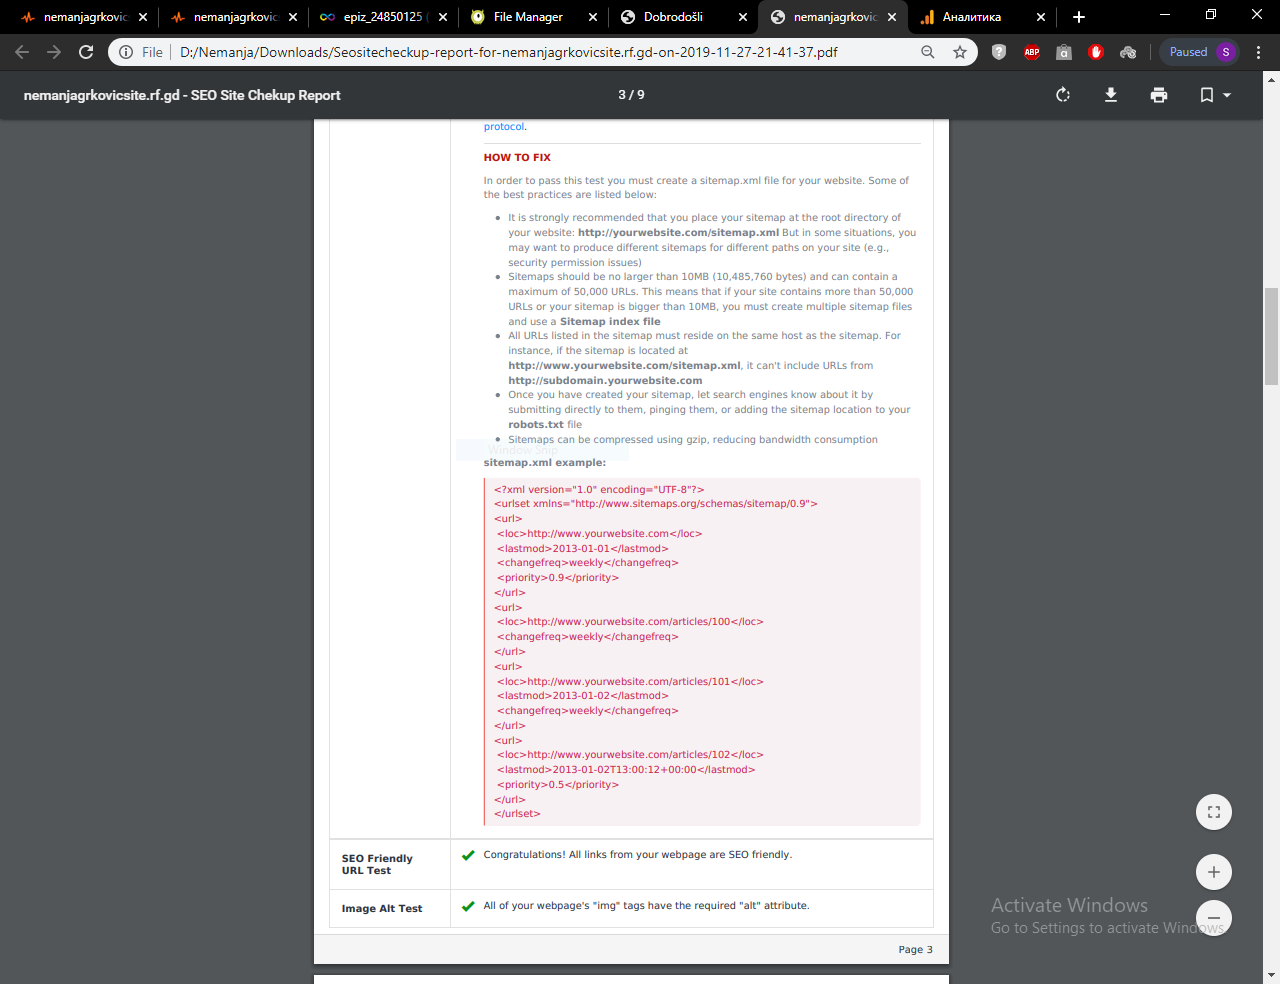 nemanjagrkovic
nemanjagrkovic
epiz_24850125 (
File Manager
Dobrodošli
nemanjagrkovic
Аналитика
File
D:/Nemanja/Downloads/Seositecheckup-report-for-nemanjagrkovicsite.rf.gd-on-2019-11-27-21-41-37.pdf
ABP
a
Paused
S
nemanjagrkovicsite.rf.gd - SEO Site Chekup Report
3 / 9
protocol.
HOW TO FIX
In order to pass this test you must create a sitemap.xml file for your website. Some of
the best practices are listed below:
• It is strongly recommended that you place your sitemap at the root directory of
your website: http://yourwebsite.com/sitemap.xml But in some situations, you
may want to produce different sitemaps for different paths on your site (e.g.,
security permission issues)
• Sitemaps should be no larger than 10MB (10,485,760 bytes) and can contain a
maximum of 50,000 URLs. This means that if your site contains more than 50,000
URLs or your sitemap is bigger than 10MB, you must create multiple sitemap files
and use a Sitemap index file
• All URLs listed in the sitemap must reside on the same host as the sitemap. For
instance, if the sitemap is located at
http://www.yourwebsite.com/sitemap.xml, it can't include URLs from
http://subdomain.yourwebsite.com
• Once you have created your sitemap, let search engines know about it by
submitting directly to them, pinging them, or adding the sitemap location to your
robots.txt file
• Sitemaps can be compressed using gzip, reducing bandwidth consumption
Window Snip
sitemap.xml example:
<?xml version="1.0" encoding="UTF-8"?>
<urlset xmlns="http://www.sitemaps.org/schemas/sitemap/0.9">
<url>
<loc>http://www.yourwebsite.com</loc>
<lastmod>2013-01-01</lastmod>
<changefreq>weekly</changefreq>
<priority>0.9</priority>
</url>
<url>
<loc>http://www.yourwebsite.com/articles/100</loc>
<changefreq>weekly</changefreq>
</url>
<url>
<loc>http://www.yourwebsite.com/articles/101</loc>
<lastmod>2013-01-02</lastmod>
<changefreq>weekly</changefreq>
</url>
<url>
<loc>http://www.yourwebsite.com/articles/102</loc>
<lastmod>2013-01-02T13:00:12+00:00</lastmod>
<priority>0.5</priority>
</url>
</urlset>
SEO Friendly
URL Test
Congratulations! All links from your webpage are SEO friendly.
Image Alt Test
All of your webpage's "img" tags have the required "alt" attribute.
Page 3
Activate Windows
Go to Settings to activate Windows.